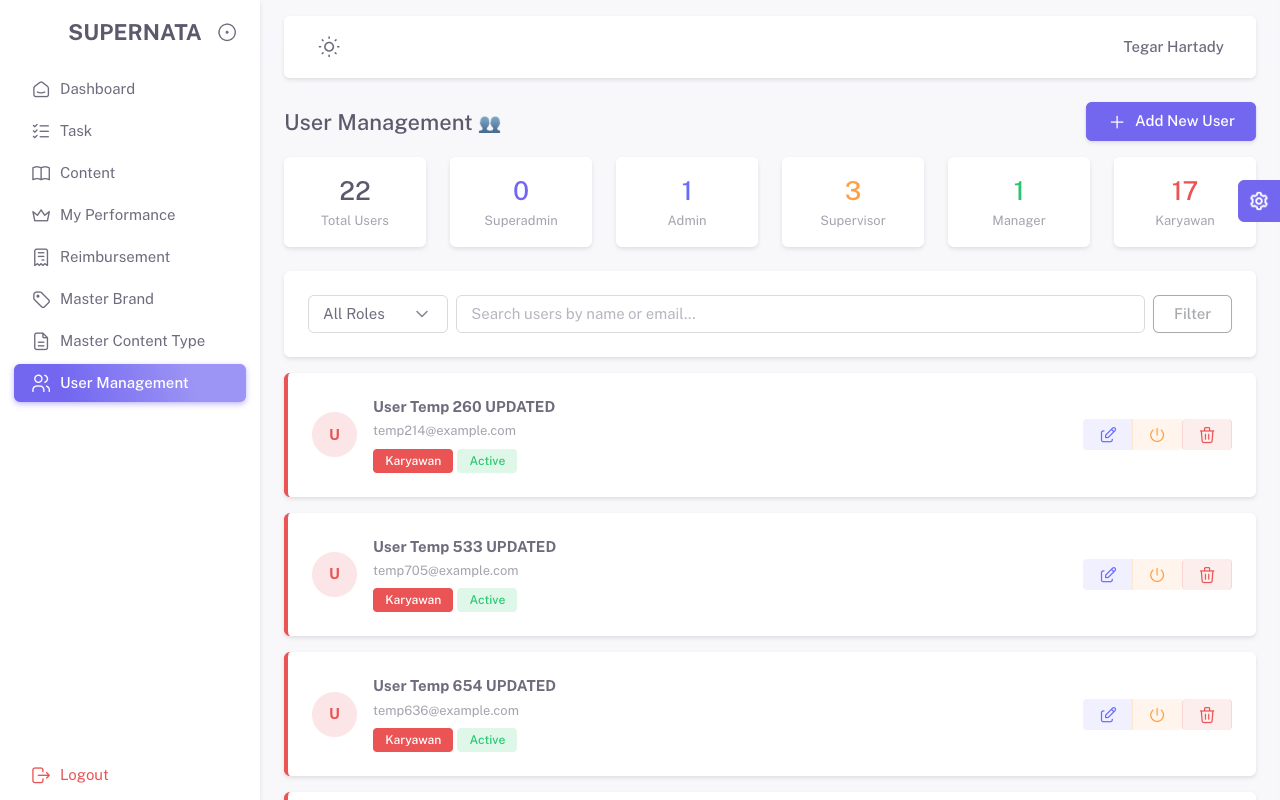 SUPERNATA
Dashboard
Task
Content
My Performance
Reimbursement
Master Brand
Master Content Type
User Management
Logout
Tegar Hartady
User Management 👥
Add New User
22
Total Users
0
Superadmin
1
Admin
3
Supervisor
1
Manager
17
Karyawan
All Roles
Search users by name or email...
Filter
U
User Temp 260 UPDATED
temp214@example.com
Karyawan Active
U
User Temp 533 UPDATED
temp705@example.com
Karyawan Active
U
User Temp 654 UPDATED
temp636@example.com
Karyawan Active